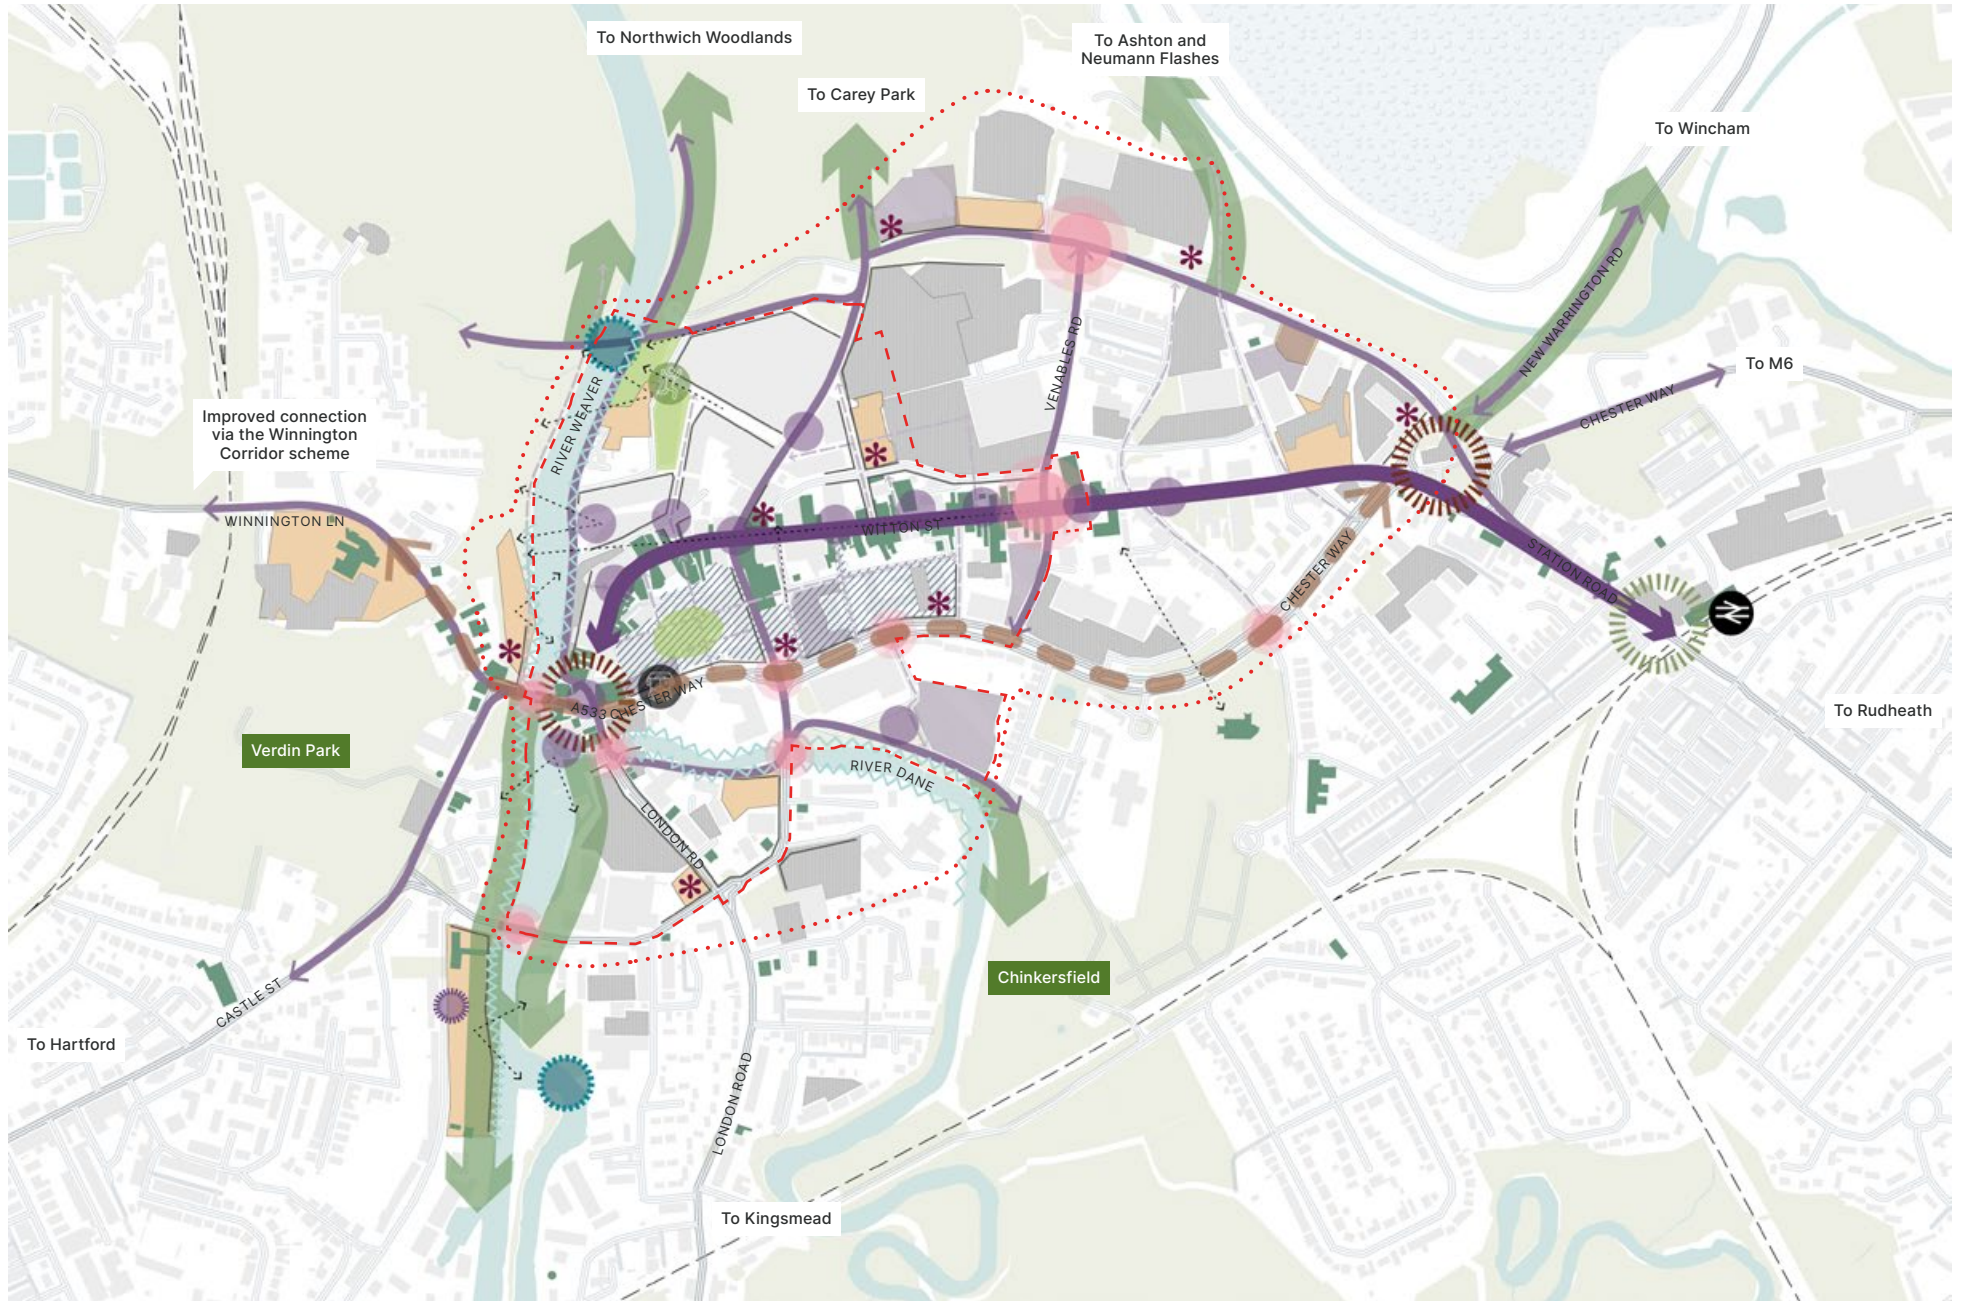 To Northwich Woodlands
To Ashton and
Neumann Flashes
To Carey Park
To Wincham
NEW WARRINGTON RD
VENABLES RD
To M6
CHESTER WAY
RIVER WEAVER
Improved connection
via the Winnington
Corridor scheme
WINNINGTON LN
WITTON ST
STATION ROAD
CHESTER WAY
A533 CHESTER WAY
To Rudheath
Verdin Park
RIVER DANE
LONDON RD
Chinkersfield
CASTLE ST
To Hartford
LONDON ROAD
To Kingsmead